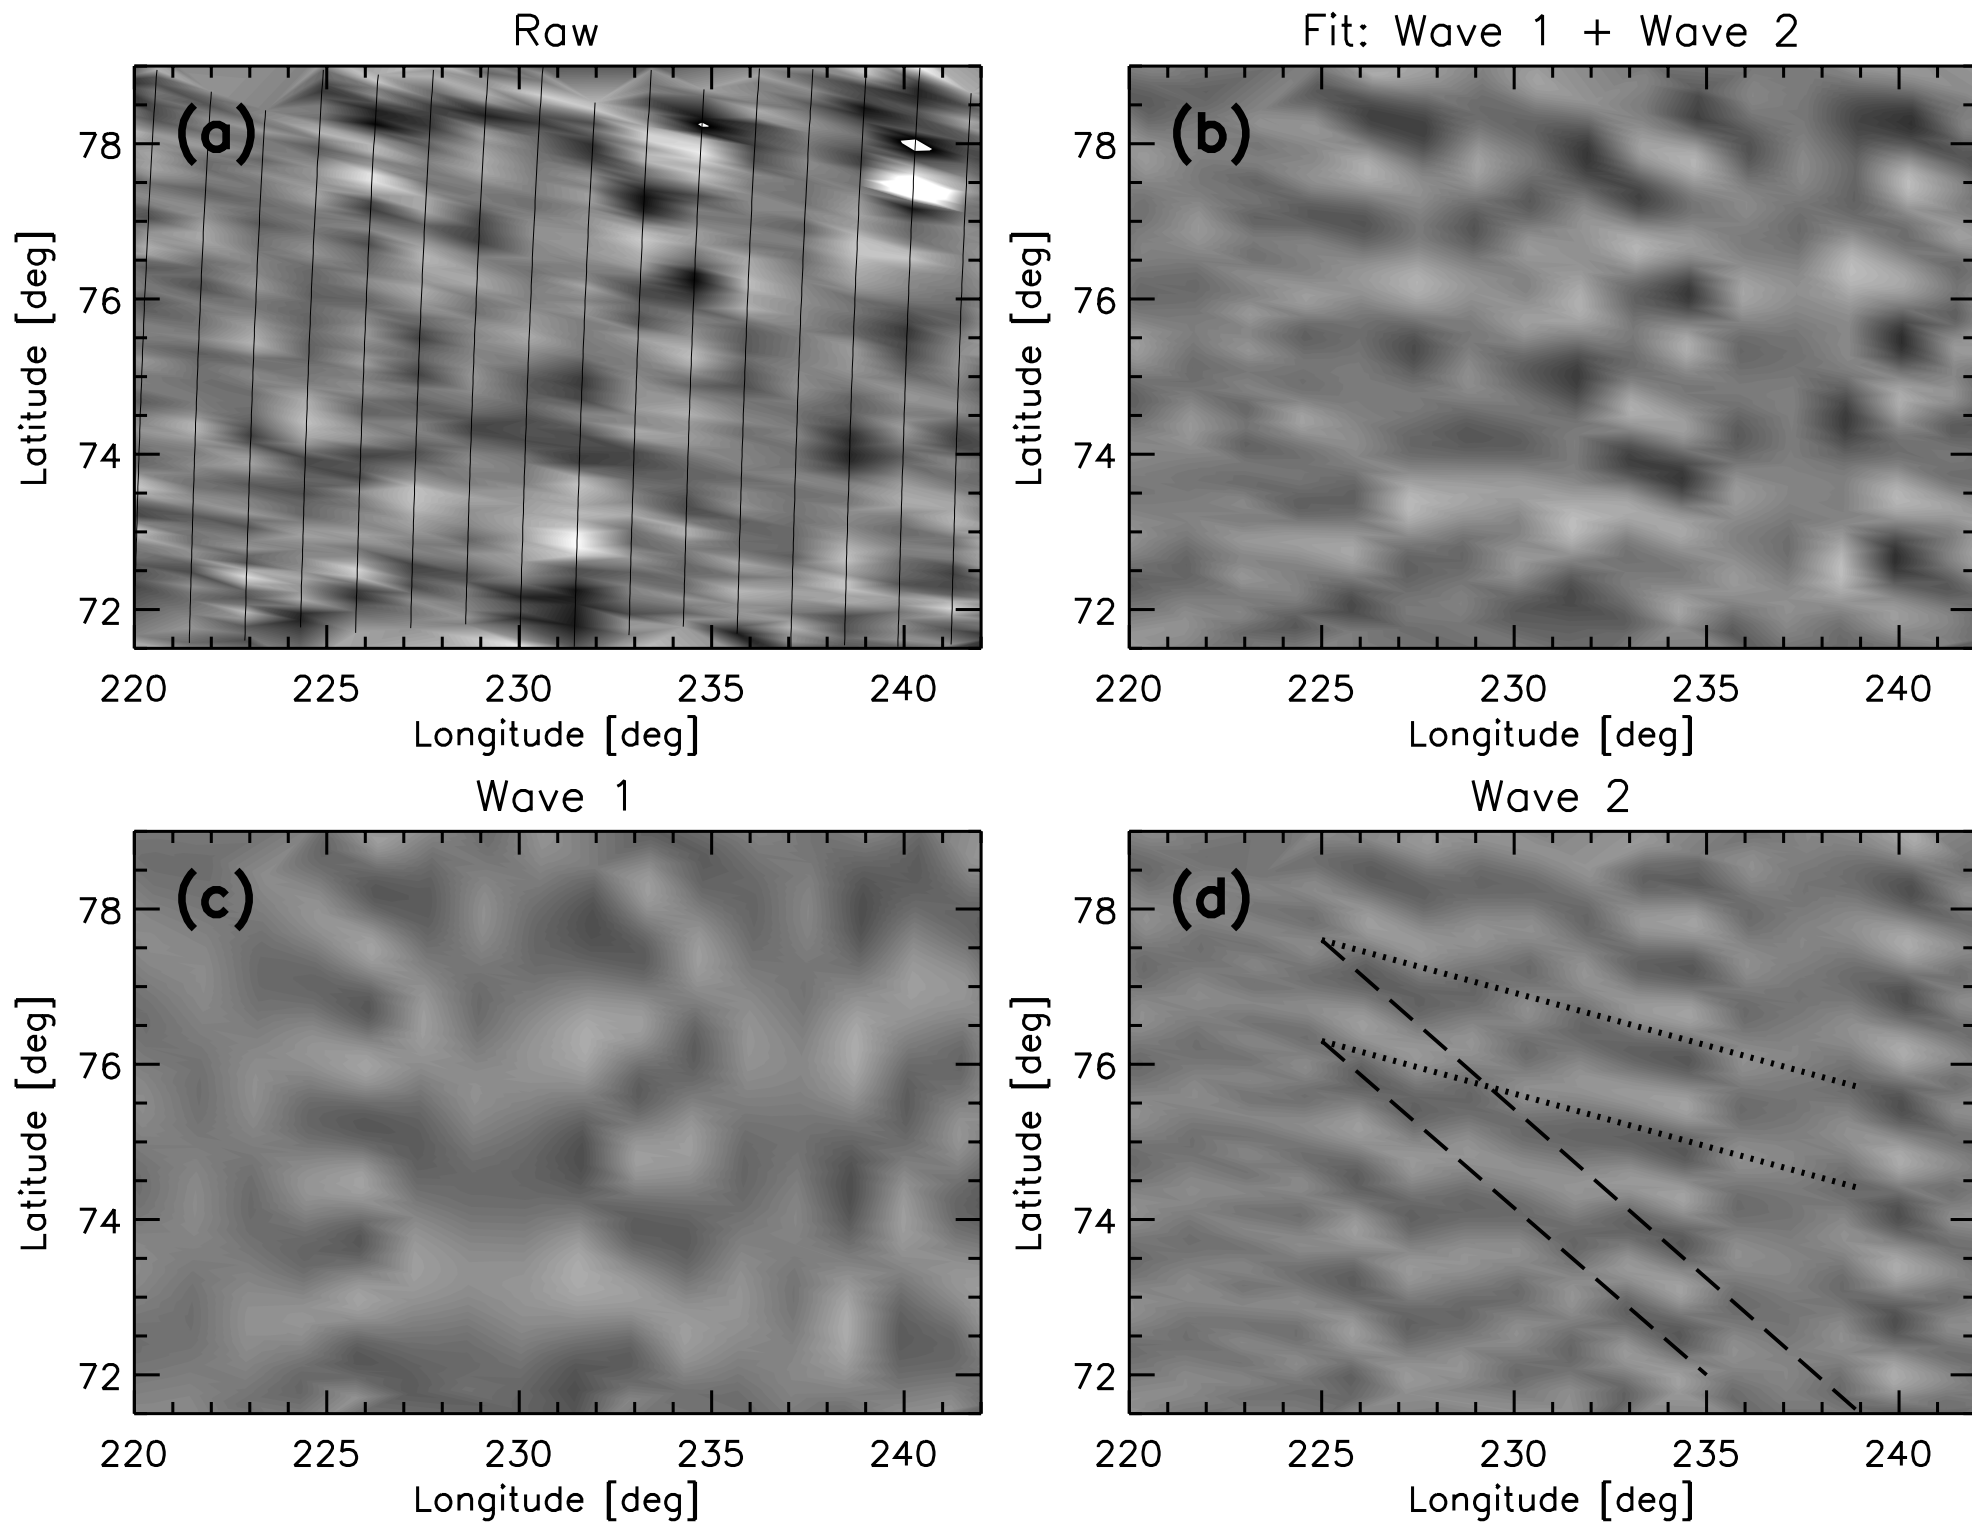 Raw
Fit: Wave 1 + Wave 2
(a)
(b)
78
76
74
72
Latitude [deg]
78
76
74
72
Latitude [deg]
220 225 230 235 240
220 225 230 235 240
Longitude [deg]
Longitude [deg]
Wave 1
Wave 2
(c)
(d)
78
76
74
72
Latitude [deg]
78
76
74
72
Latitude [deg]
220 225 230 235 240
220 225 230 235 240
Longitude [deg]
Longitude [deg]